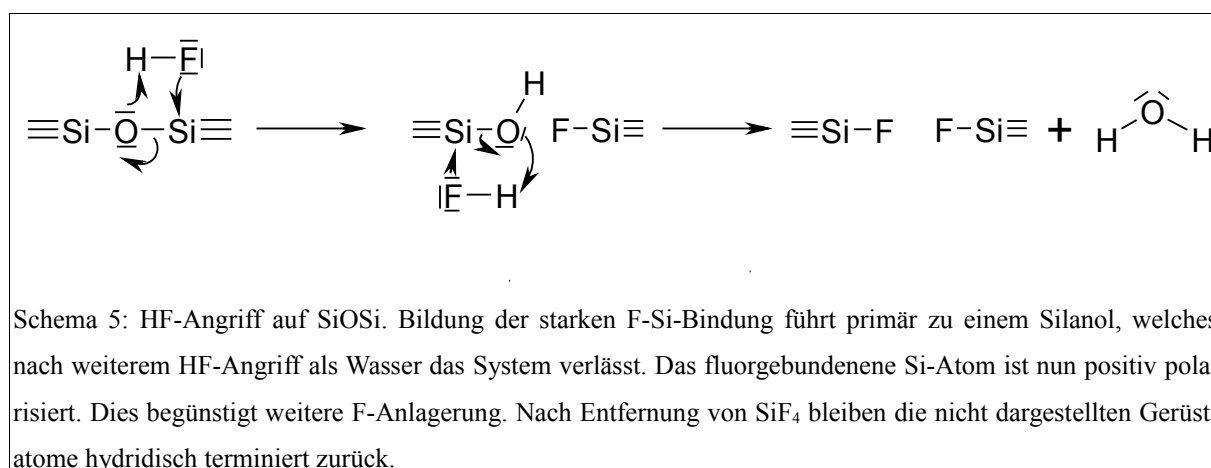 H–F
≡Si–O–Si≡ → ≡Si–O–H F–Si≡ → ≡Si–F F–Si≡ + H–O–H
F–H
Schema 5: HF-Angriff auf SiOSi. Bildung der starken F-Si-Bindung führt primär zu einem Silanol, welches
nach weiterem HF-Angriff als Wasser das System verlässt. Das fluorgebundenene Si-Atom ist nun positiv pola
risiert. Dies begünstigt weitere F-Anlagerung. Nach Entfernung von SiF₄ bleiben die nicht dargestellten Gerüst
atome hydridisch terminiert zurück.